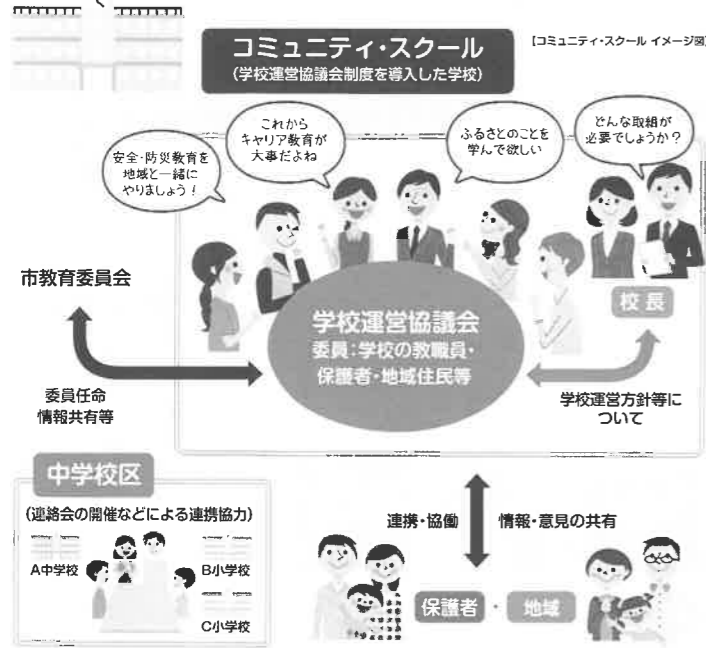 コミュニティ・スクール
(学校運営協議会制度を導入した学校)
【コミュニティ・スクール イメージ図】
安全・防災教育を
地域と一緒に
やりましょう!
これから
キャリア教育が
大事だよね
ふるさとのことを
学んで欲しい
どんな取組が
必要でしょうか?
市教育委員会
校長
学校運営協議会
委員:学校の教職員・
保護者・地域住民等
委員任命
情報共有等
学校運営方針等に
ついて
中学校区
(連絡会の開催などによる連携協力)
A中学校
B小学校
C小学校
連携・協働
情報・意見の共有
保護者・地域